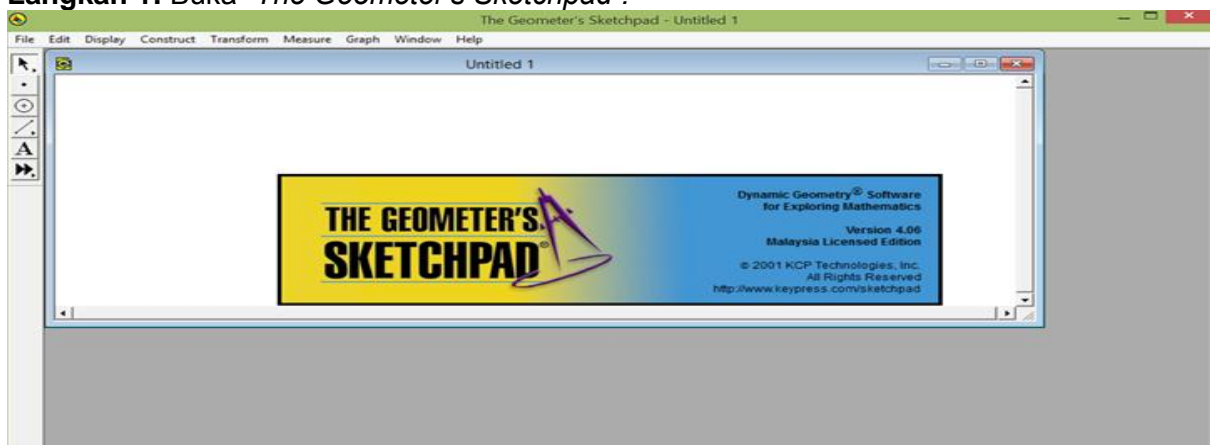 Langkah 1: Buka "The Geometer's Sketchpad".
The Geometer's Sketchpad - Untitled 1
File Edit Display Construct Transform Measure Graph Window Help
Untitled 1
A
THE GEOMETER'S
SKETCHPAD®
Dynamic Geometry® Software
for Exploring Mathematics
Version 4.06
Malaysia Licensed Edition
© 2001 KCP Technologies, Inc.
All Rights Reserved
http://www.keypress.com/sketchpad